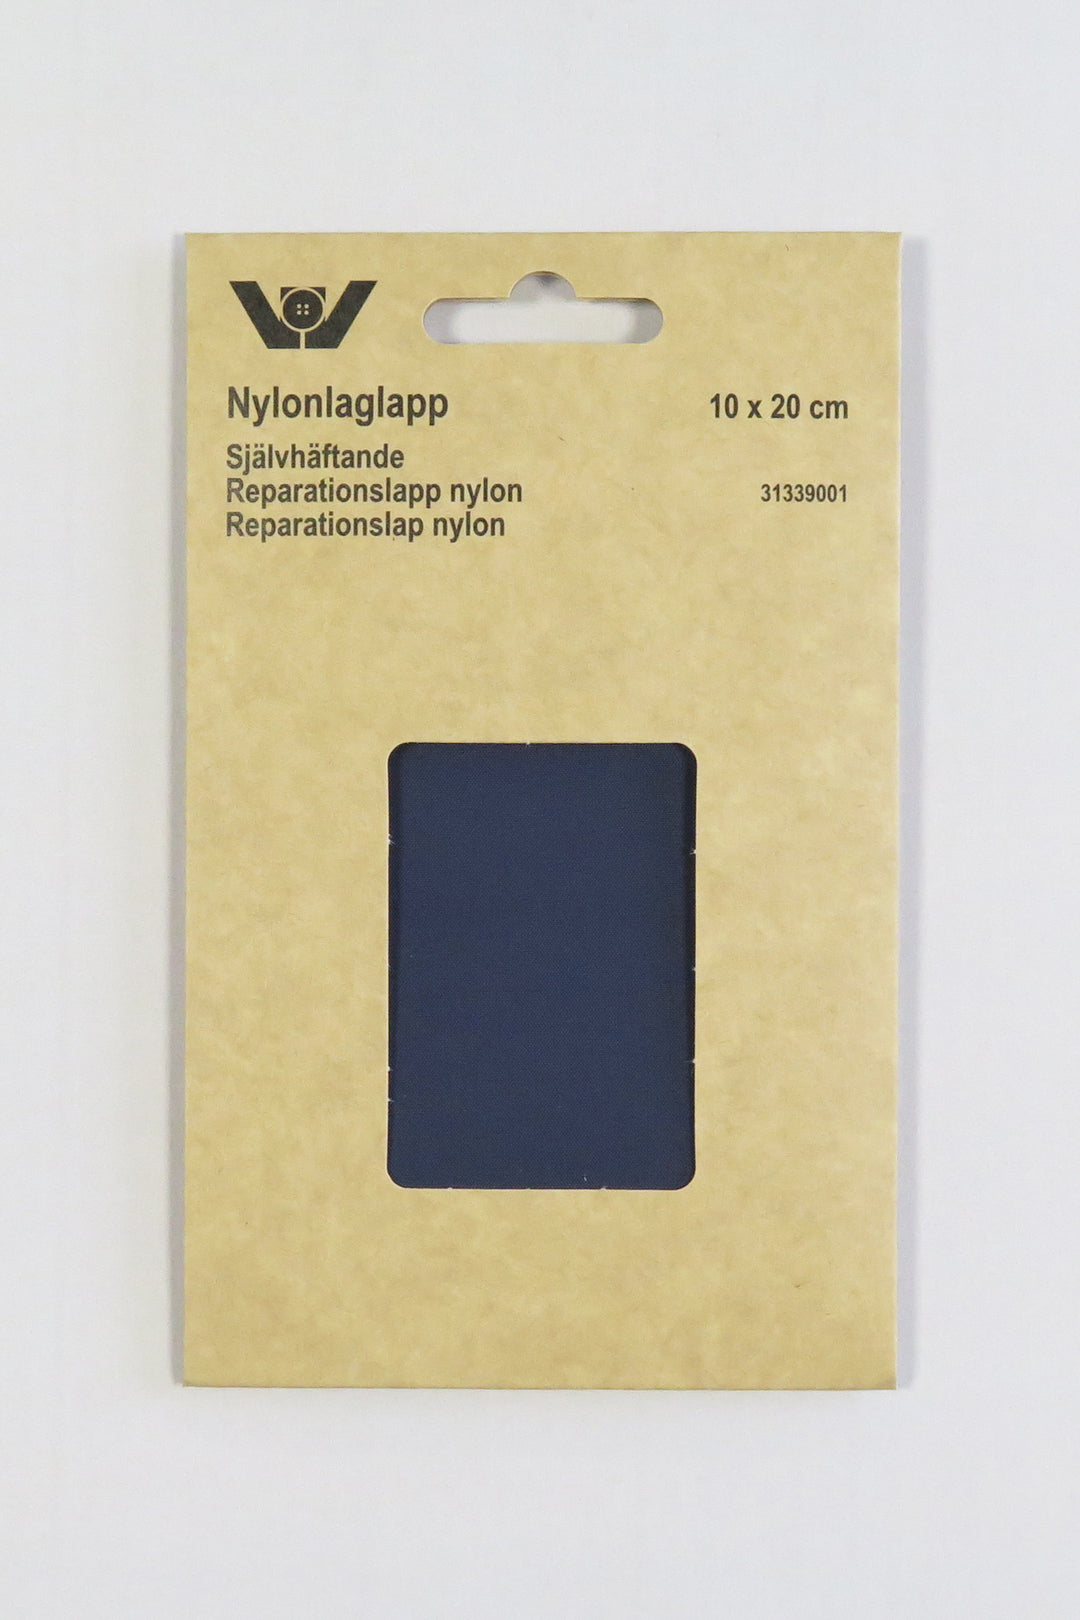 Nylonlaglapp
10 x 20 cm
Självhäftande
Reparationslapp nylon
31339001
Reparationslap nylon